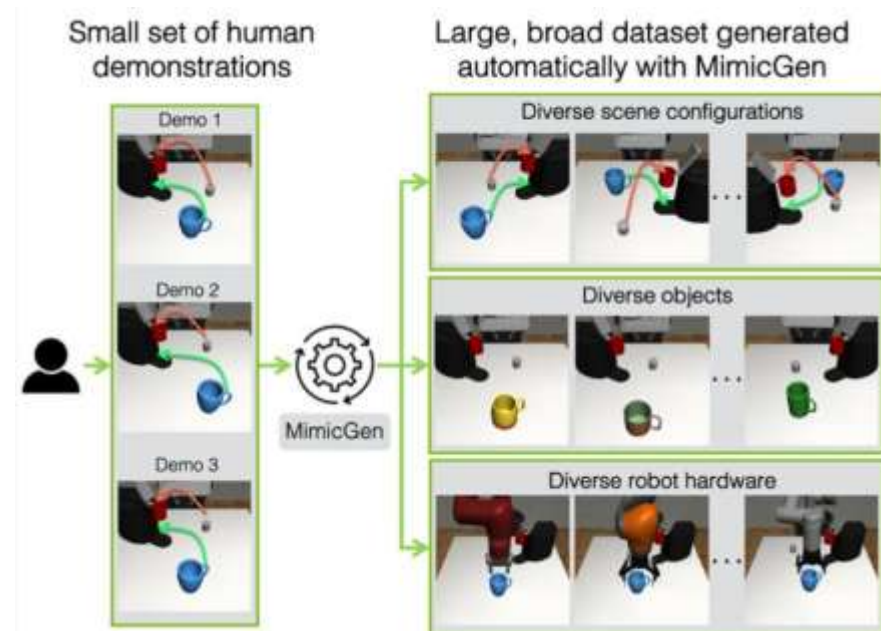 Small set of human
demonstrations
Large, broad dataset generated
automatically with MimicGen
Demo 1
Demo 2
Demo 3
MimicGen
Diverse scene configurations
...
Diverse objects
...
Diverse robot hardware
...